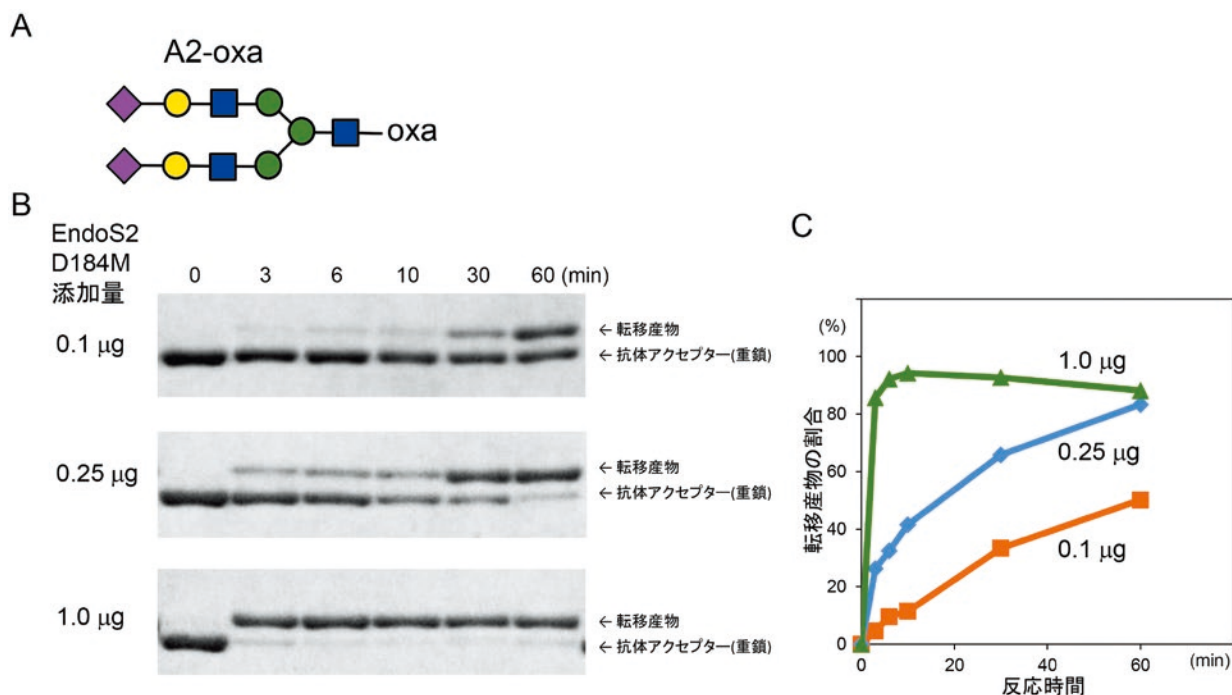 A
A2-oxa
oxa
B
EndoS2
D184M
添加量
0 3 6 10 30 60 (min)
0.1 μg
←転移産物
←抗体アクセプター(重鎖)
0.25 μg
←転移産物
←抗体アクセプター(重鎖)
1.0 μg
←転移産物
←抗体アクセプター(重鎖)
C
(%)
100
80
60
40
20
0
転移産物の割合
1.0 μg
0.25 μg
0.1 μg
0 20 40 60 (min)
反応時間